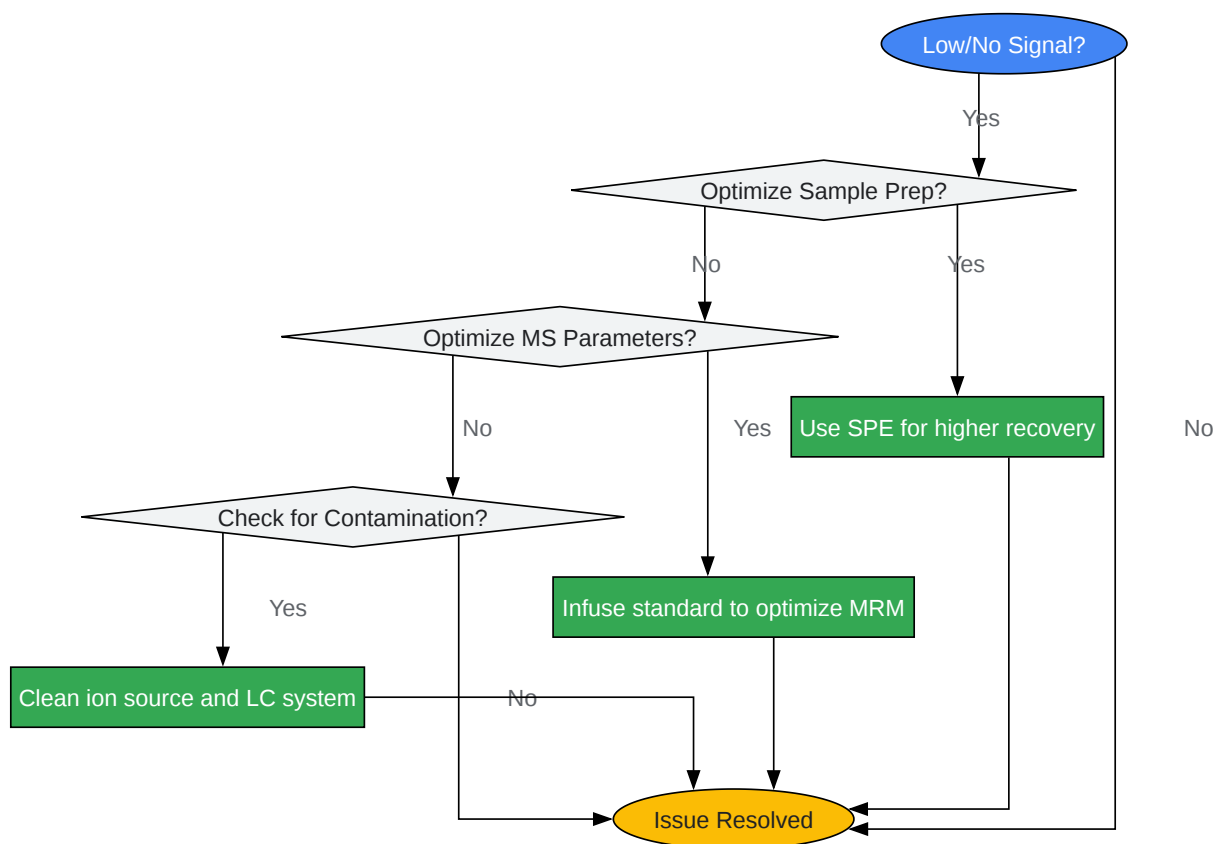 Low/No Signal?
Yes
Optimize Sample Prep?
No
Yes
Optimize MS Parameters?
No
Yes
Use SPE for higher recovery
No
Check for Contamination?
Yes
Infuse standard to optimize MRM
Clean ion source and LC system
No
Issue Resolved